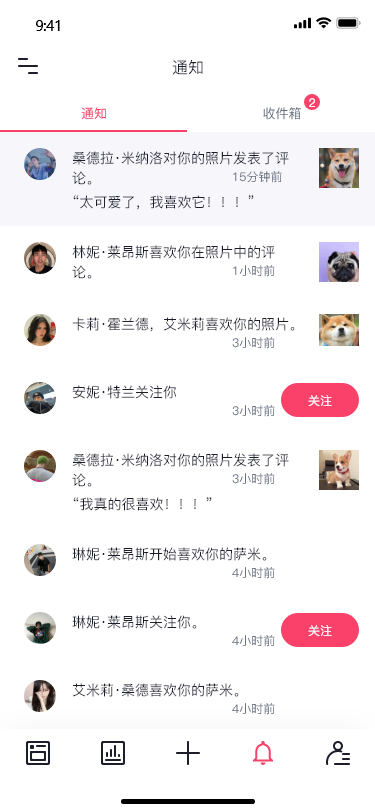 9:41
通知
通知
收件箱
2
桑德拉·米纳洛对你的照片发表了评
论。
15分钟前
“太可爱了，我喜欢它！！！”
林妮·莱昂斯喜欢你在照片中的评
论。
1小时前
卡莉·霍兰德，艾米莉喜欢你的照片。
3小时前
安妮·特兰关注你
3小时前
关注
桑德拉·米纳洛对你的照片发表了评
论。
3小时前
“我真的很喜欢！！！”
琳妮·莱昂斯开始喜欢你的萨米。
4小时前
琳妮·莱昂斯关注你。
4小时前
关注
艾米莉·桑德喜欢你的萨米。
4小时前